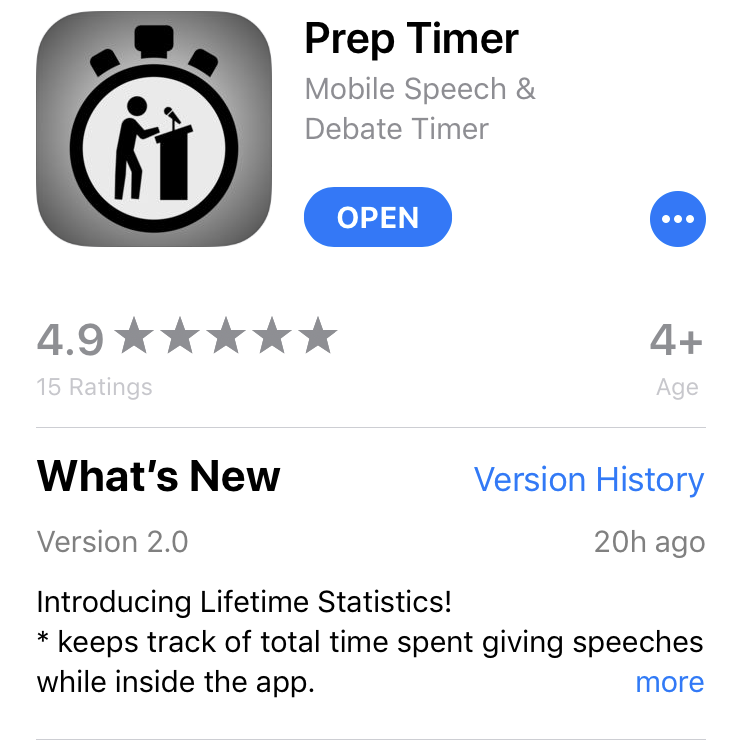 Prep Timer
Mobile Speech &
Debate Timer
OPEN
4.9
4+
15 Ratings
Age
What’s New
Version History
Version 2.0
20h ago
Introducing Lifetime Statistics!
* keeps track of total time spent giving speeches
while inside the app.
more